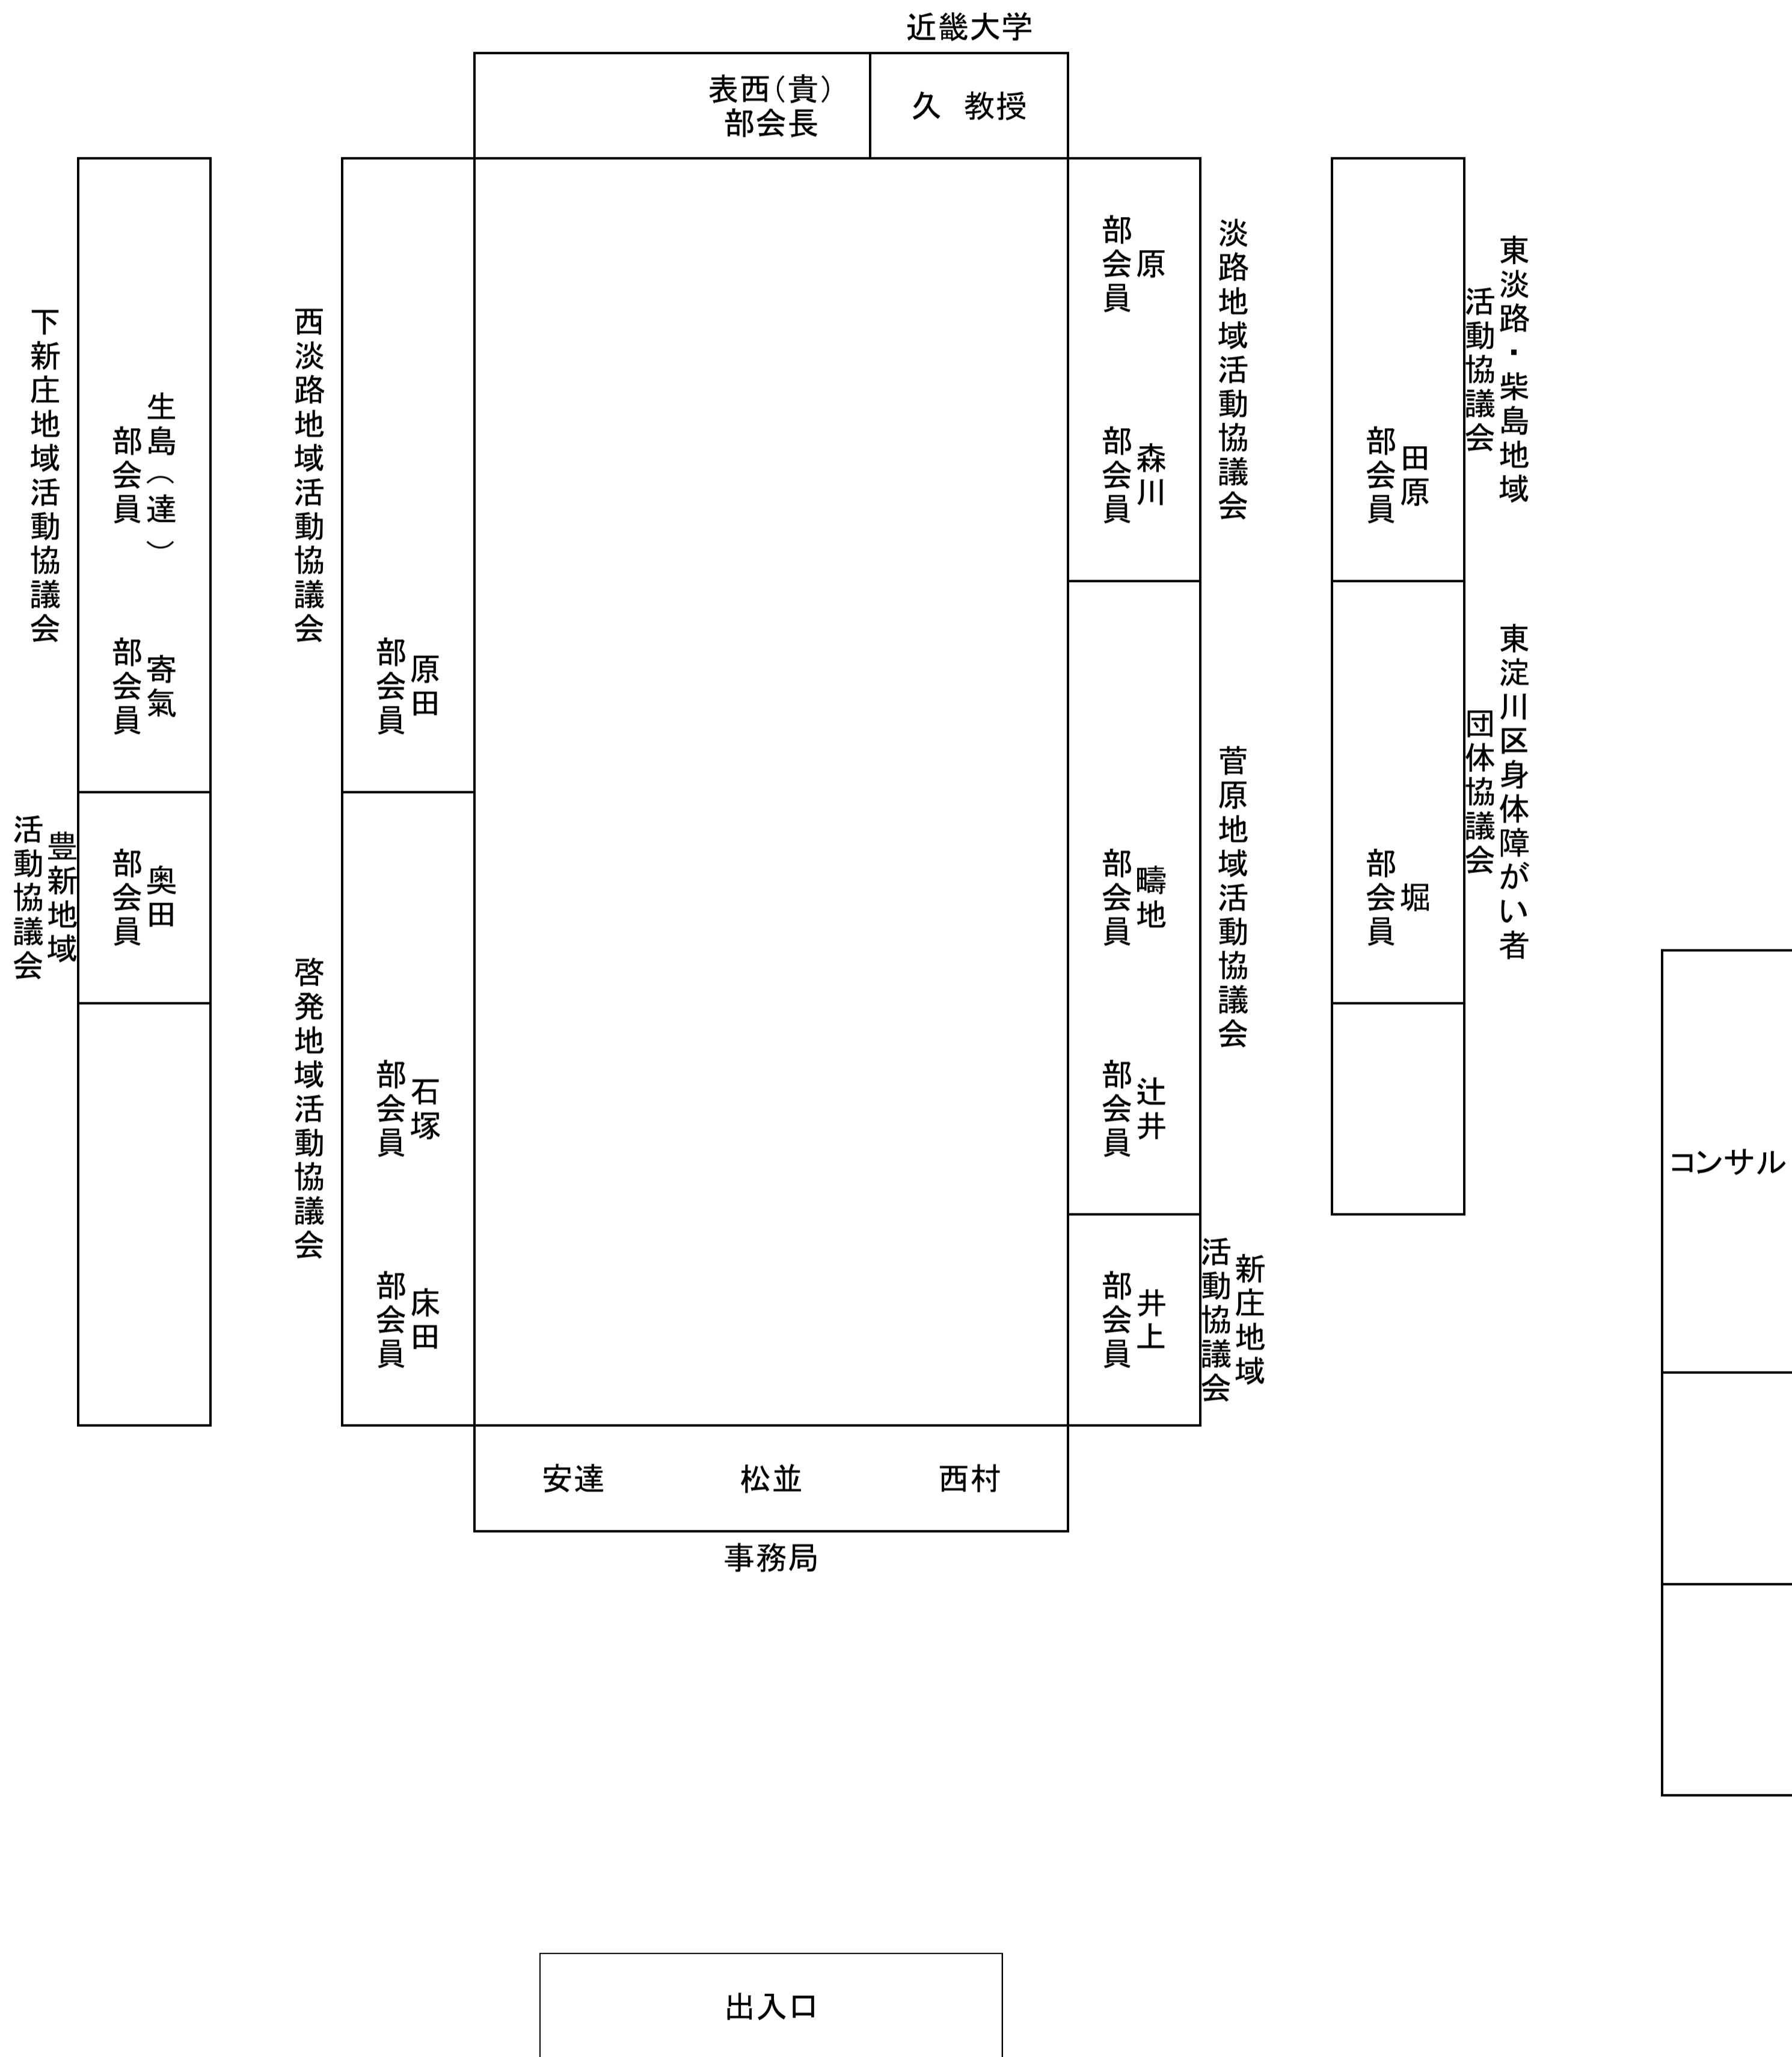 近畿大学
表西（貴）
部会長
久　教授
下新庄地域活動協議会
生島（達）
部会員
寄氣
部会員
豊新地域
活動協議会
奥田
部会員
西淡路地域活動協議会
原田
部会員
啓発地域活動協議会
石塚
部会員
床田
部会員
原
部会員
森川
部会員
淡路地域活動協議会
疇地
部会員
辻井
部会員
菅原地域活動協議会
井上
部会員
新庄地域
活動協議会
東淡路・柴島地域
活動協議会
田原
部会員
東淀川区身体障がい者
団体協議会
堀
部会員
コンサル
安達
松並
西村
事務局
出入口